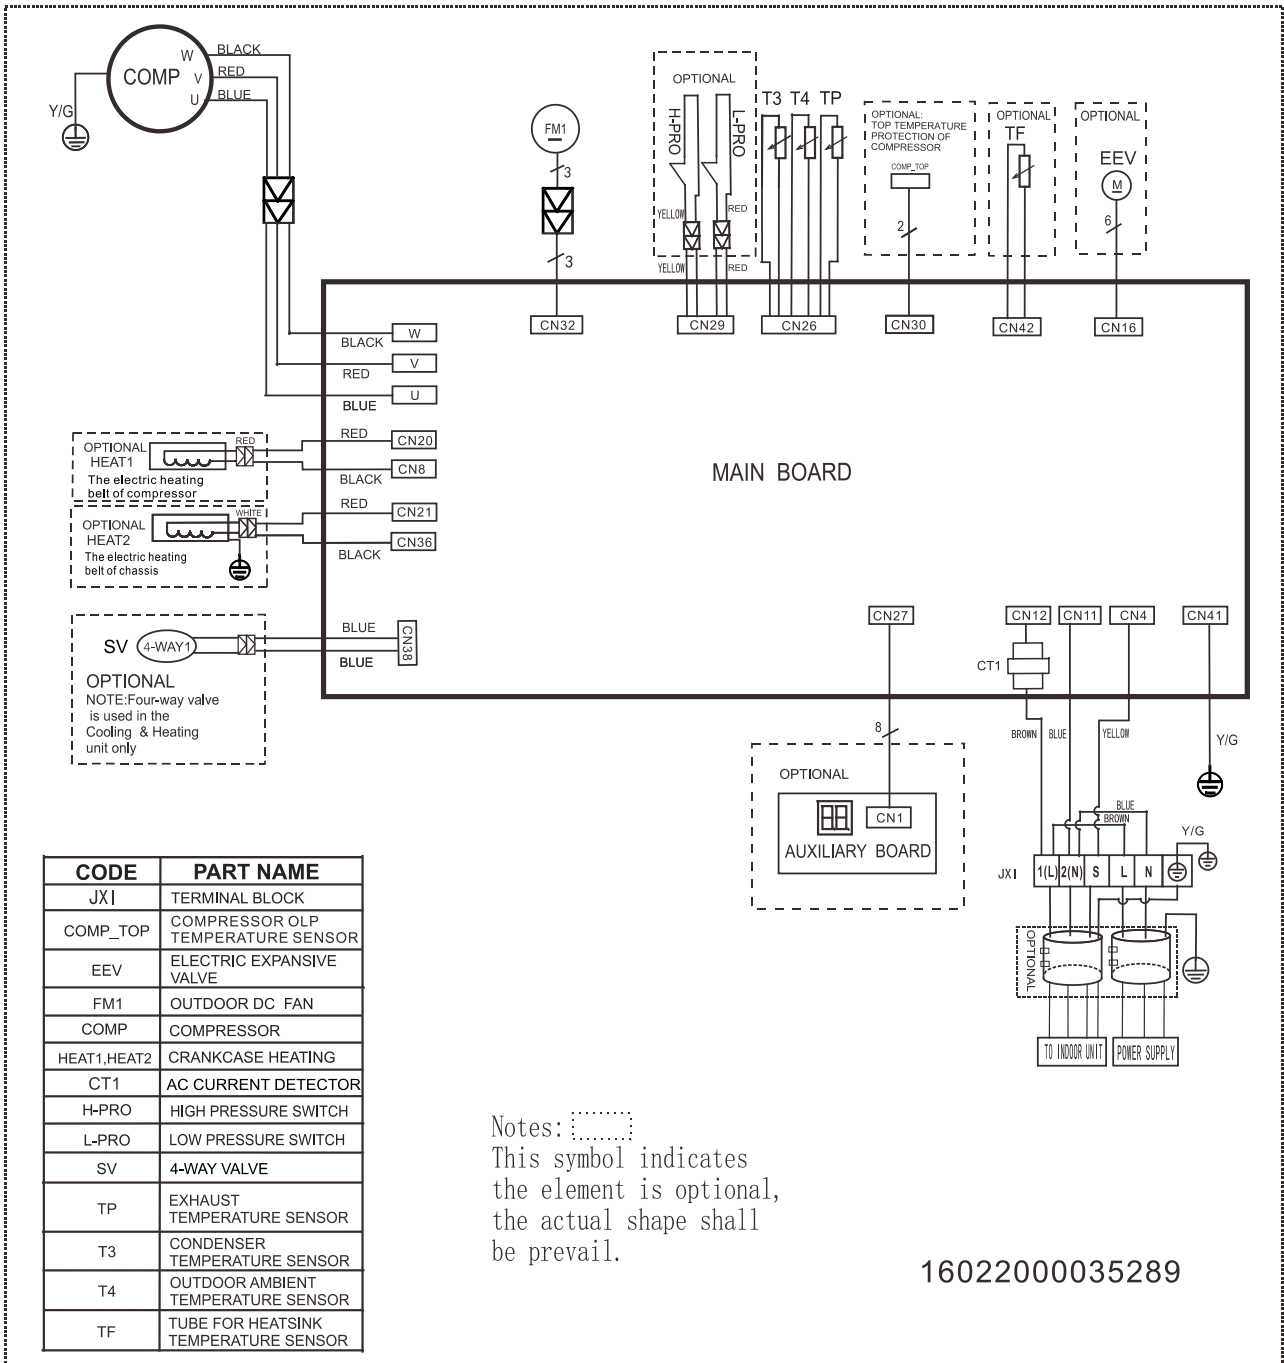 COMP
W
V
U
BLACK
RED
BLUE
Y/G
FM1
3
3
OPTIONAL
H-PRO
L-PRO
YELLOW
RED
YELLOW
RED
T3 T4 TP
OPTIONAL:
TOP TEMPERATURE
PROTECTION OF
COMPRESSOR
COMP_TOP
2
OPTIONAL
TF
OPTIONAL
EEV
M
6
CN32
CN29
CN26
CN30
CN42
CN16
BLACK
W
RED
V
BLUE
U
MAIN BOARD
OPTIONAL
HEAT1
RED
The electric heating
belt of compressor
RED
CN20
BLACK
CN8
OPTIONAL
HEAT2
WHITE
The electric heating
belt of chassis
RED
CN21
BLACK
CN36
SV
4-WAY1
OPTIONAL
NOTE:Four-way valve
is used in the
Cooling & Heating
unit only
BLUE
BLUE
CN38
CN27
CN12
CN11
CN4
CN41
CT1
8
OPTIONAL
CN1
AUXILIARY BOARD
BROWN
BLUE
YELLOW
Y/G
BLUE
BROWN
Y/G
JX1
1(L)
2(N)
S
L
N
OPTIONAL
TO INDOOR UNIT
POWER SUPPLY
CODE PART NAME
JX1 TERMINAL BLOCK
COMP_TOP COMPRESSOR OLP
TEMPERATURE SENSOR
EEV ELECTRIC EXPANSIVE
VALVE
FM1 OUTDOOR DC FAN
COMP COMPRESSOR
HEAT1,HEAT2 CRANKCASE HEATING
CT1 AC CURRENT DETECTOR
H-PRO HIGH PRESSURE SWITCH
L-PRO LOW PRESSURE SWITCH
SV 4-WAY VALVE
TP EXHAUST
TEMPERATURE SENSOR
T3 CONDENSER
TEMPERATURE SENSOR
T4 OUTDOOR AMBIENT
TEMPERATURE SENSOR
TF TUBE FOR HEATSINK
TEMPERATURE SENSOR
Notes:
This symbol indicates
the element is optional,
the actual shape shall
be prevail.
16022000035289